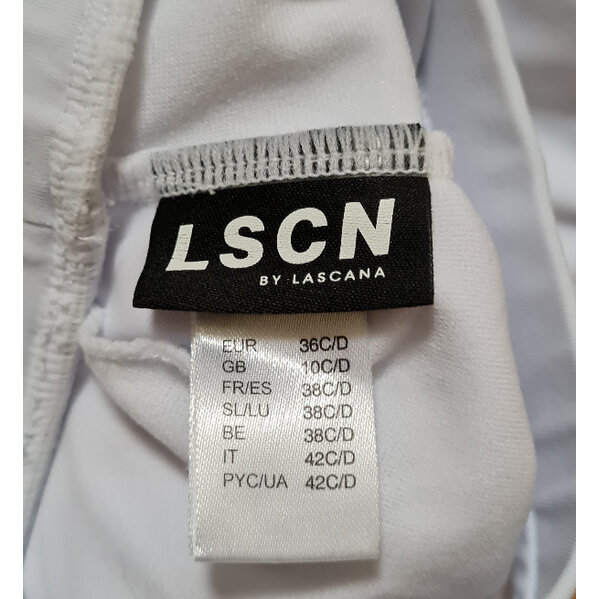 LSCN
BY LASCANA
EUR 36C/D
GB 10C/D
FR/ES 38C/D
SL/LU 38C/D
BE 38C/D
IT 42C/D
PYC/UA 42C/D